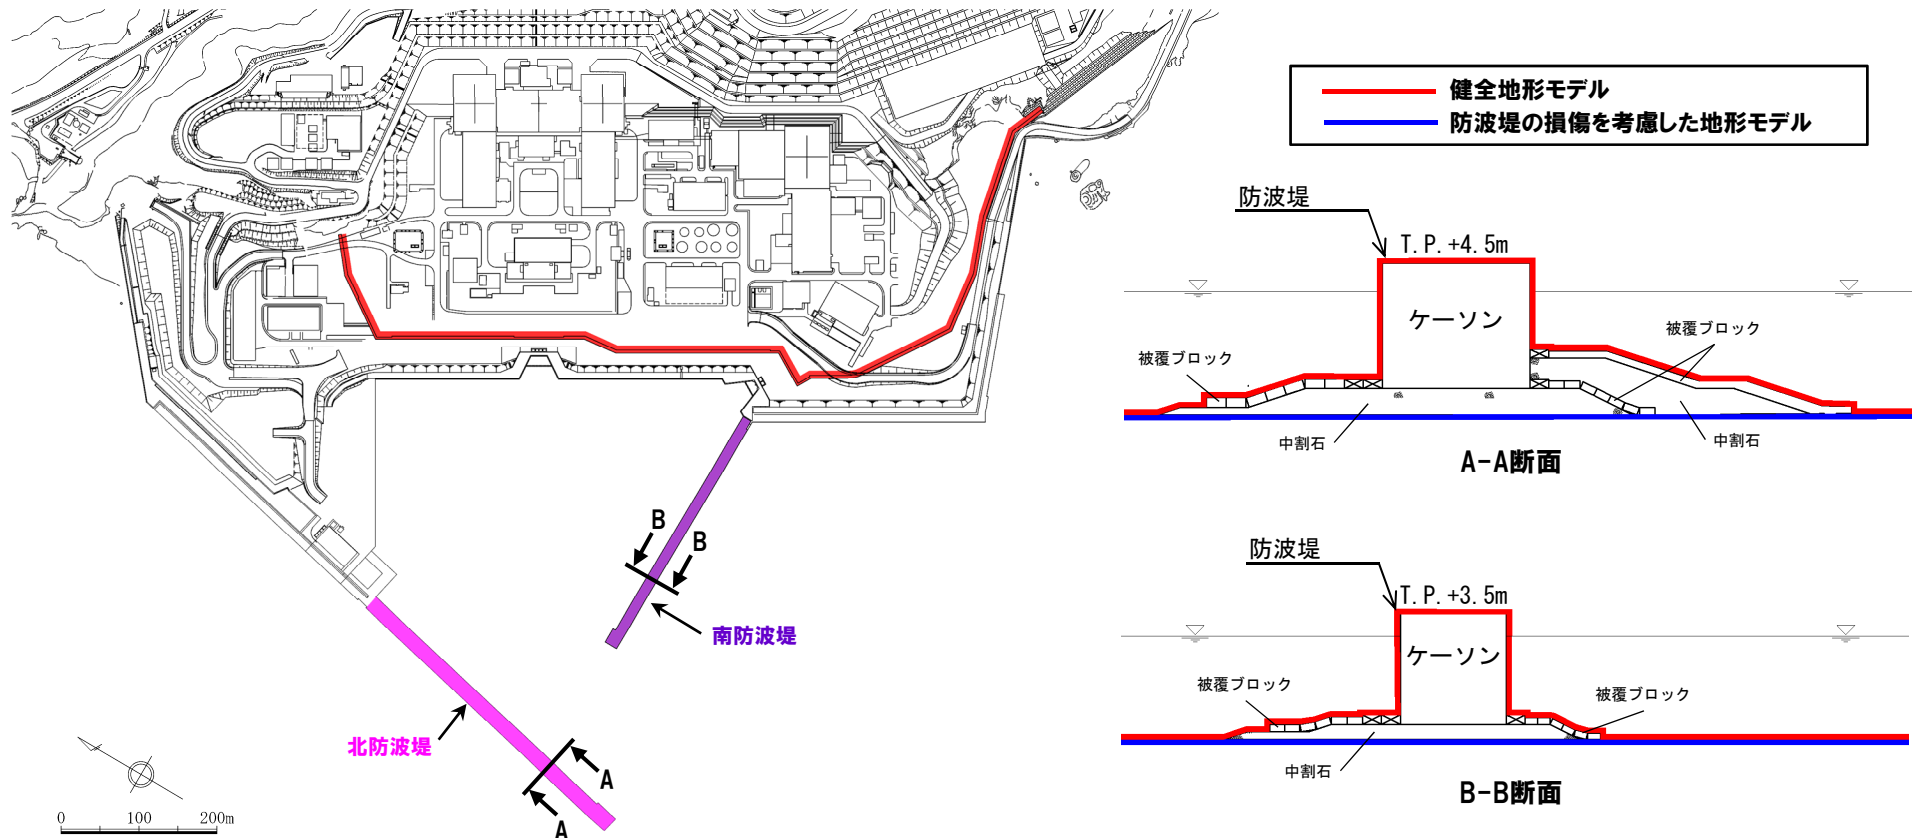 健全地形モデル
防波堤の損傷を考慮した地形モデル
防波堤
T.P.+4.5m
ケーソン
被覆ブロック
被覆ブロック
中割石
中割石
A-A断面
防波堤
T.P.+3.5m
ケーソン
被覆ブロック
被覆ブロック
中割石
B-B断面
B
B
南防波堤
北防波堤
A
A
0 100 200m